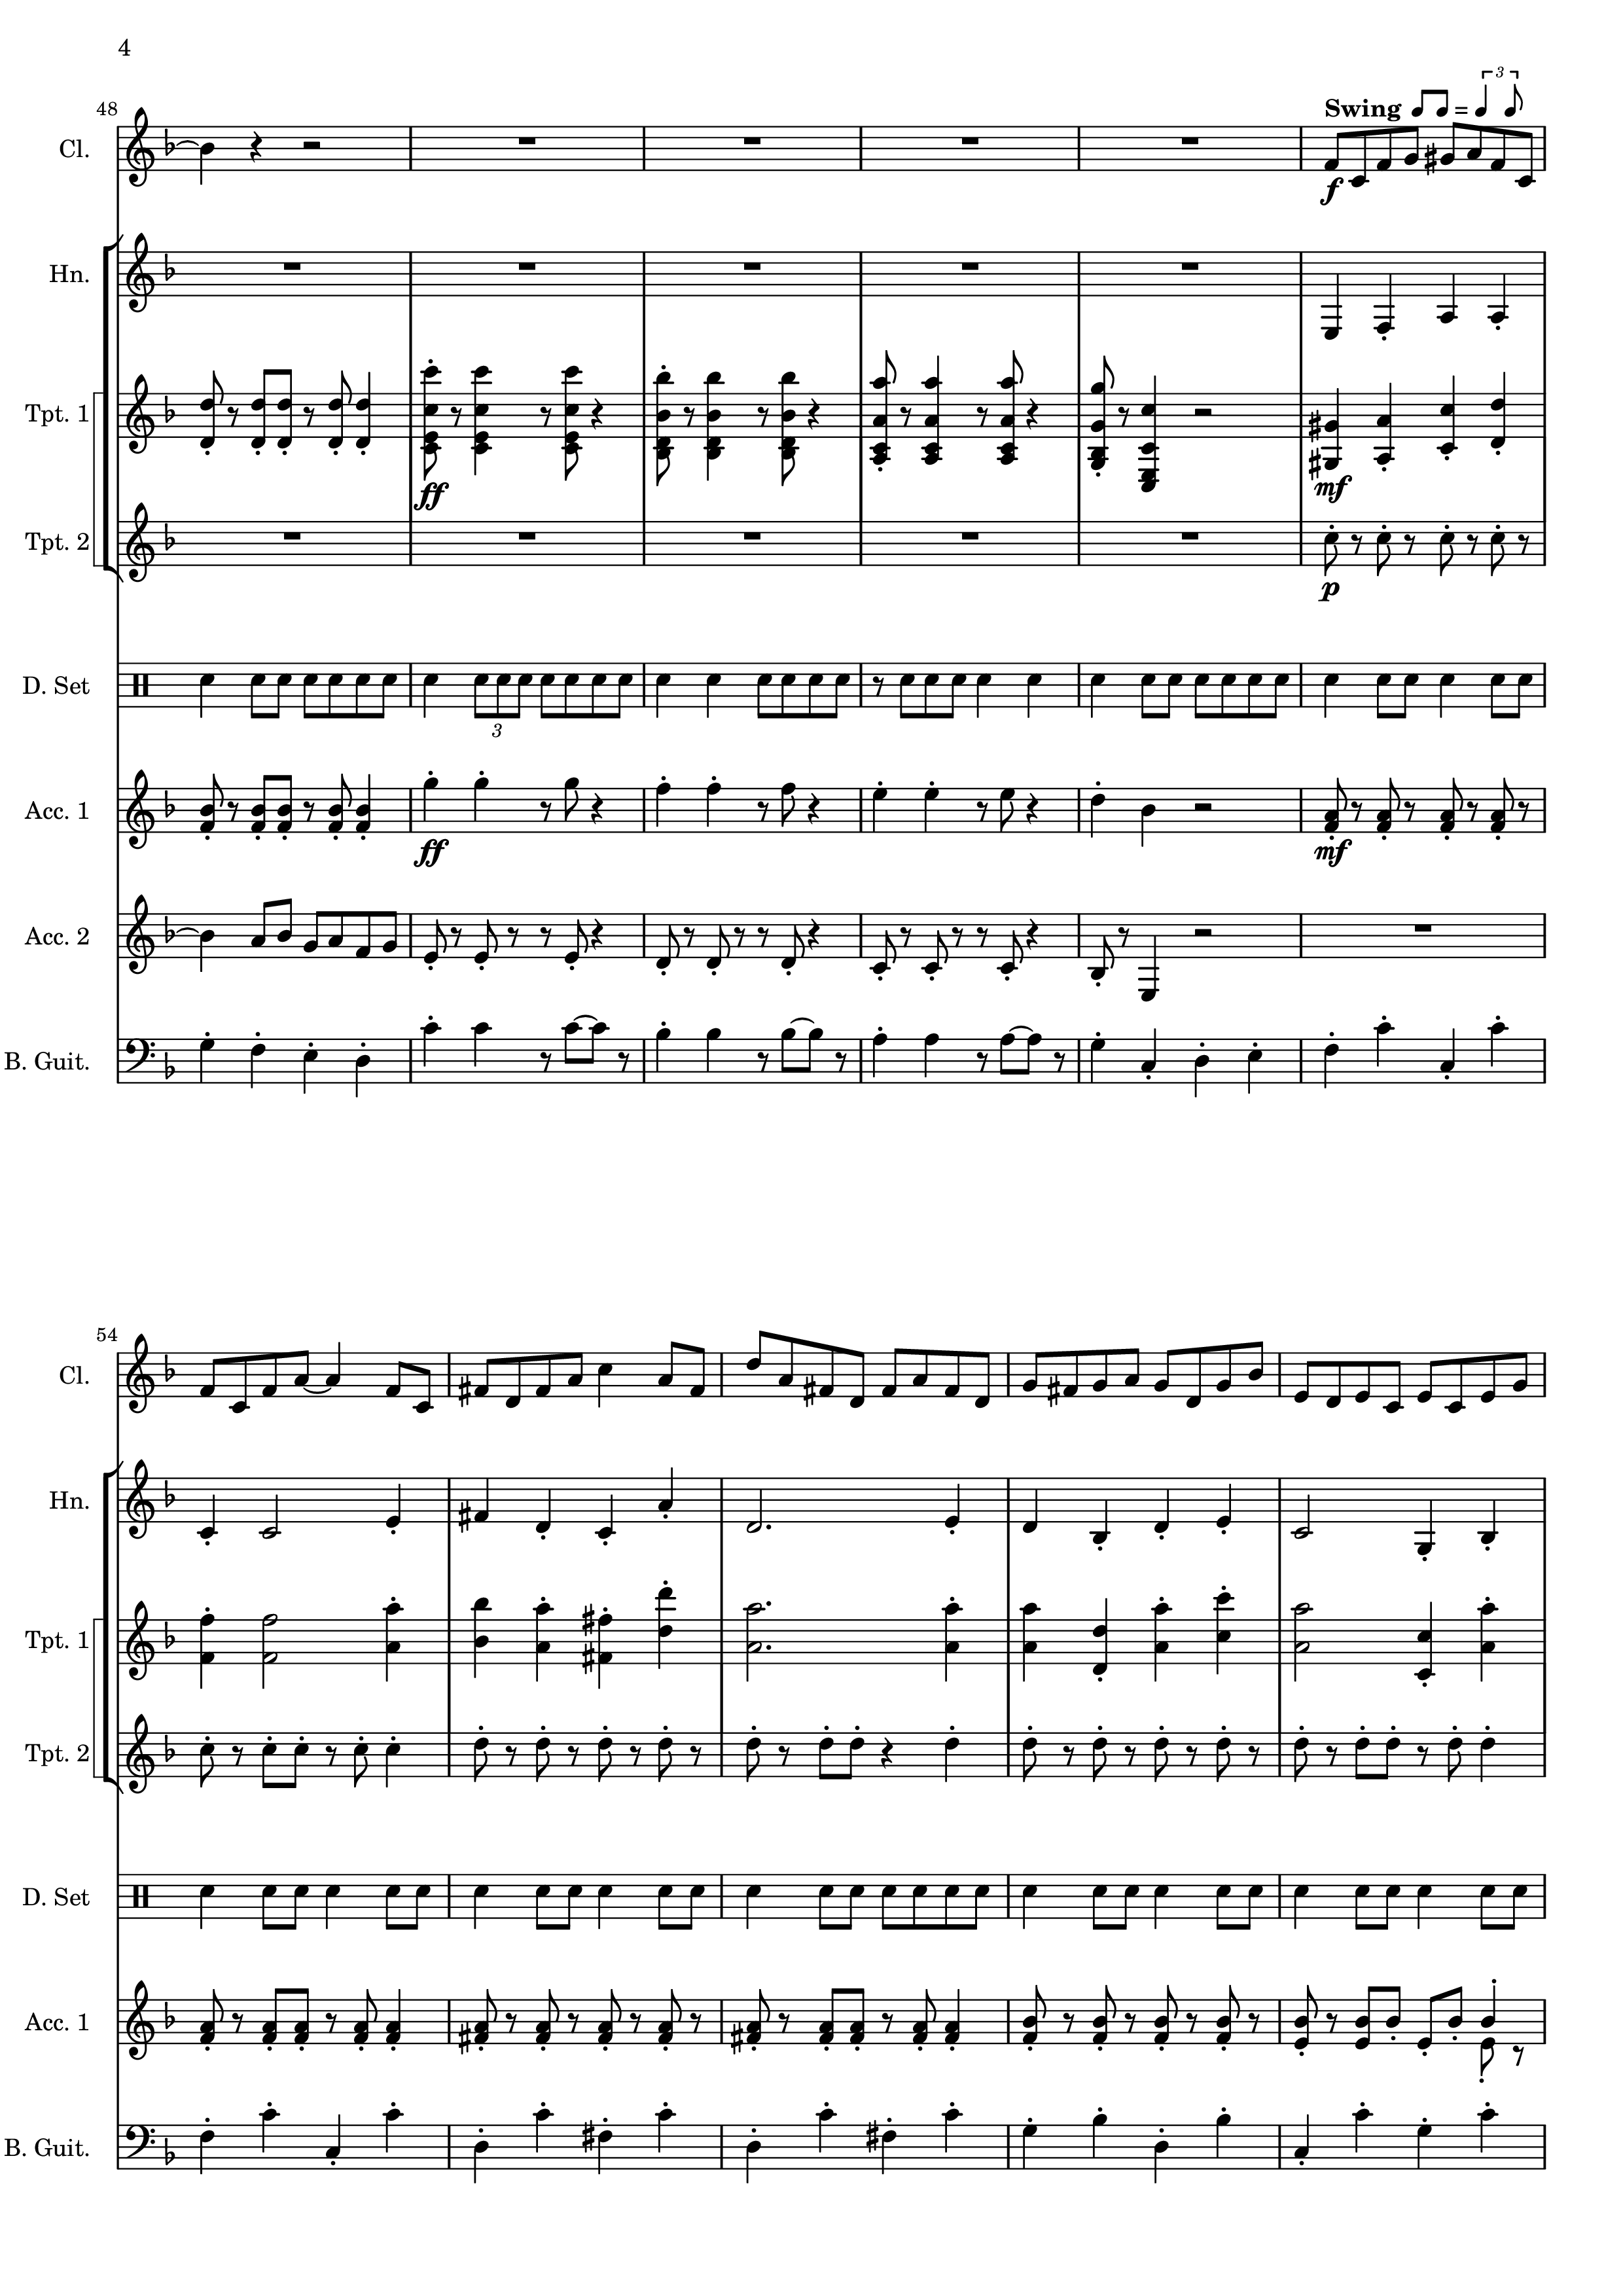 4
48
Swing = 3
Cl.
f
Hn.
Tpt. 1
ff
mf
Tpt. 2
p
D. Set
3
Acc. 1
ff
mf
Acc. 2
B. Guit.
54
Cl.
Hn.
Tpt. 1
Tpt. 2
D. Set
Acc. 1
B. Guit.